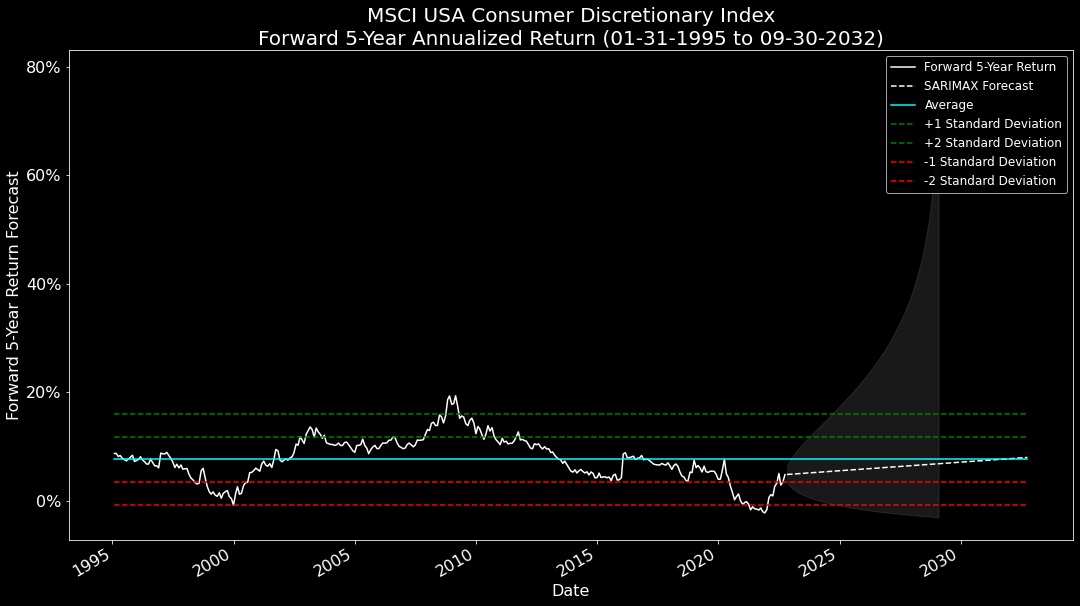 MSCI USA Consumer Discretionary Index
Forward 5-Year Annualized Return (01-31-1995 to 09-30-2032)
Forward 5-Year Return Forecast
80%
60%
40%
20%
0%
Forward 5-Year Return
SARIMAX Forecast
Average
+1 Standard Deviation
+2 Standard Deviation
-1 Standard Deviation
-2 Standard Deviation
1995
2000
2005
2010
2015
2020
2025
2030
Date